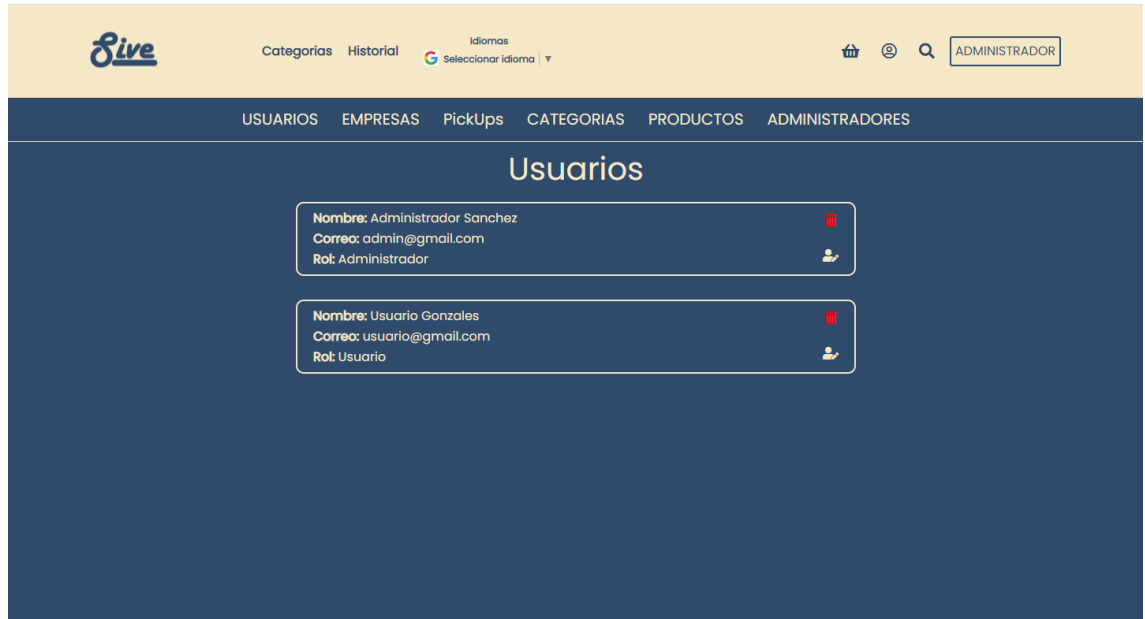 Sive
Categorias Historial
Idiomas
Seleccionar idioma ▼
ADMINISTRADOR
USUARIOS EMPRESAS PickUps CATEGORIAS PRODUCTOS ADMINISTRADORES
Usuarios
Nombre: Administrador Sanchez
Correo: admin@gmail.com
Rol: Administrador
Nombre: Usuario Gonzales
Correo: usuario@gmail.com
Rol: Usuario